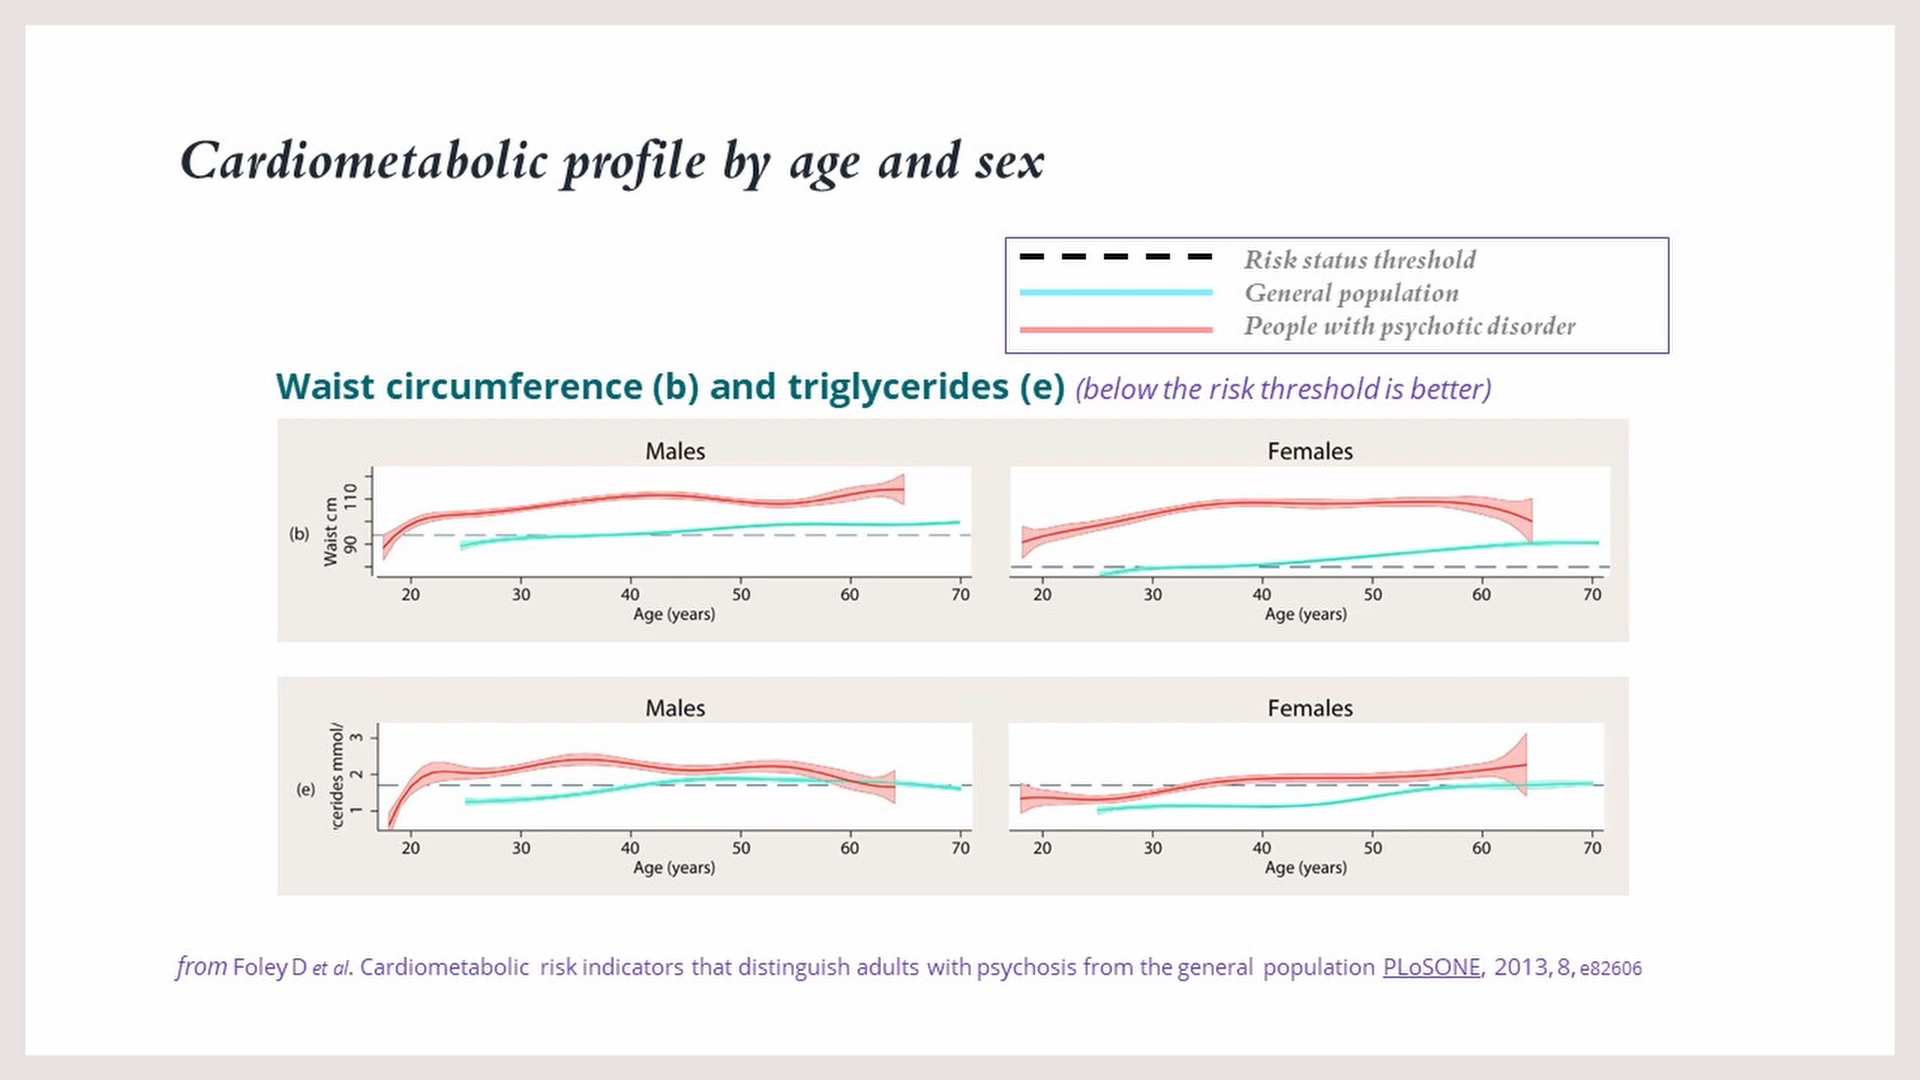 Cardiometabolic profile by age and sex
Risk status threshold
General population
People with psychotic disorder
Waist circumference (b) and triglycerides (e) (below the risk threshold is better)
Males
Females
(b)
Waist cm
90 110
20 30 40 50 60 70
Age (years)
20 30 40 50 60 70
Age (years)
Males
Females
(e)
cerides mmol/
1 2 3
20 30 40 50 60 70
Age (years)
20 30 40 50 60 70
Age (years)
from Foley D et al. Cardiometabolic risk indicators that distinguish adults with psychosis from the general population PLoSONE, 2013, 8, e82606